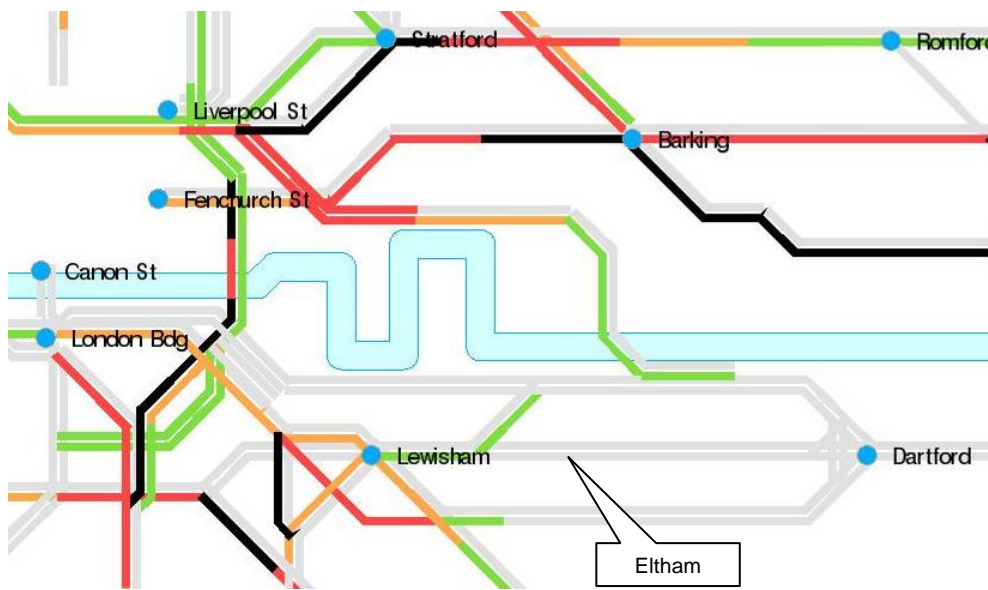 Stratford
Romford
Liverpool St
Barking
Fenchurch St
Canon St
London Bdg
Lewisham
Dartford
Eltham